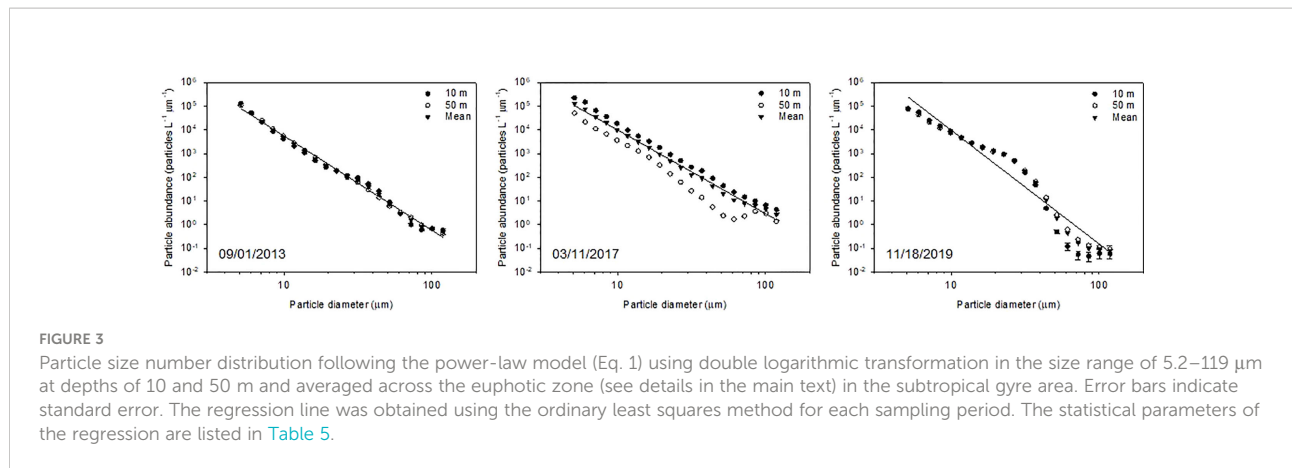 Particle abundance (particles L⁻¹ μm⁻¹)
10⁶
10⁵
10⁴
10³
10²
10¹
10⁰
10⁻¹
10⁻²
10 m
50 m
Mean
09/01/2013
10
100
Particle diameter (μm)
Particle abundance (particles L⁻¹ μm⁻¹)
10⁶
10⁵
10⁴
10³
10²
10¹
10⁰
10⁻¹
10⁻²
10 m
50 m
Mean
03/11/2017
10
100
Particle diameter (μm)
Particle abundance (particles L⁻¹ μm⁻¹)
10⁶
10⁵
10⁴
10³
10²
10¹
10⁰
10⁻¹
10⁻²
10 m
50 m
Mean
11/18/2019
10
100
Particle diameter (μm)
FIGURE 3
Particle size number distribution following the power-law model (Eq. 1) using double logarithmic transformation in the size range of 5.2–119 μm
at depths of 10 and 50 m and averaged across the euphotic zone (see details in the main text) in the subtropical gyre area. Error bars indicate
standard error. The regression line was obtained using the ordinary least squares method for each sampling period. The statistical parameters of
the regression are listed in Table 5.